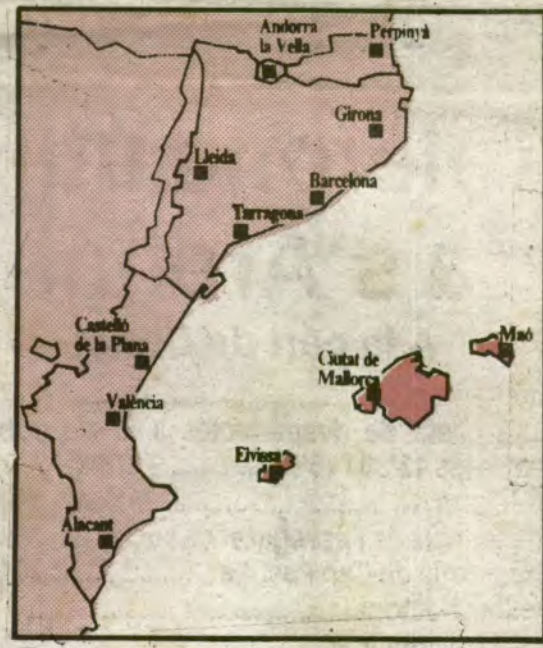 Andorra
la Vella
Perpinyà
Girona
Lleida
Barcelona
Tarragona
Castelló
de la Plana
Maó
Ciutat de
Mallorca
València
Eivissa
Alacant